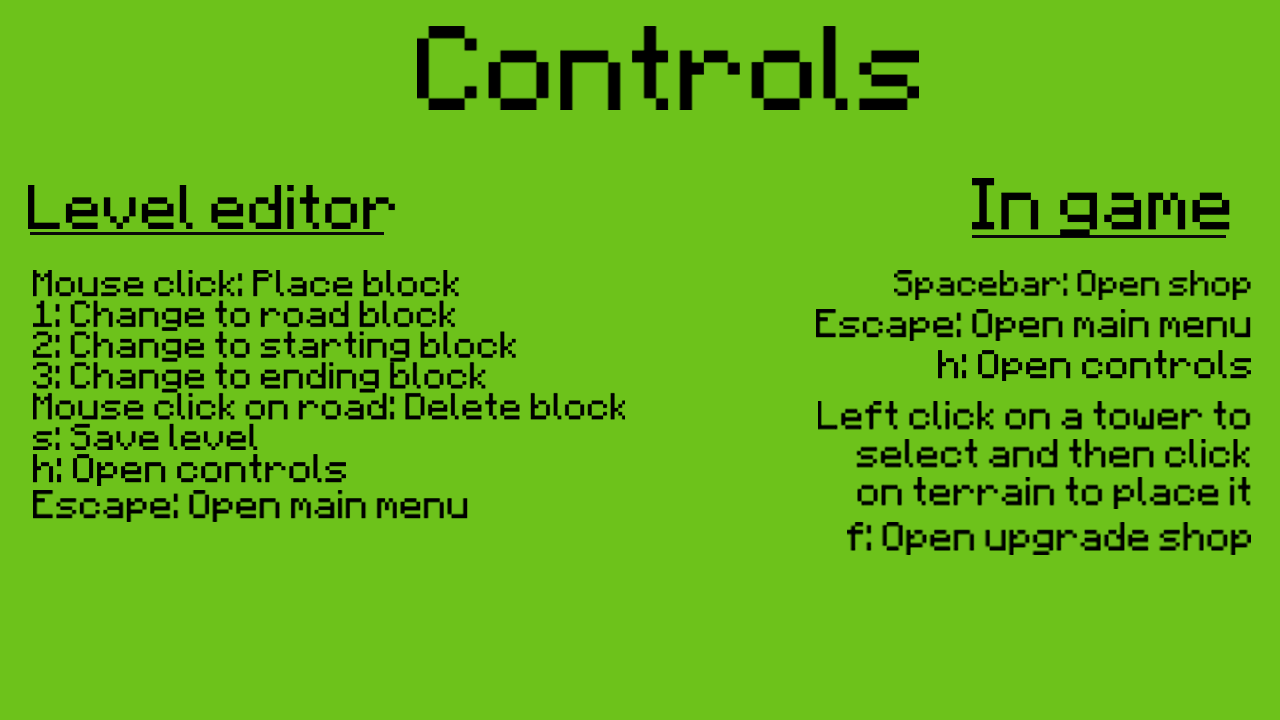 Controls
Level editor
Mouse click: Place block
1: Change to road block
2: Change to starting block
3: Change to ending block
Mouse click on road: Delete block
s: Save level
h: Open controls
Escape: Open main menu
In game
Spacebar: Open shop
Escape: Open main menu
h: Open controls
Left click on a tower to
select and then click
on terrain to place it
f: Open upgrade shop